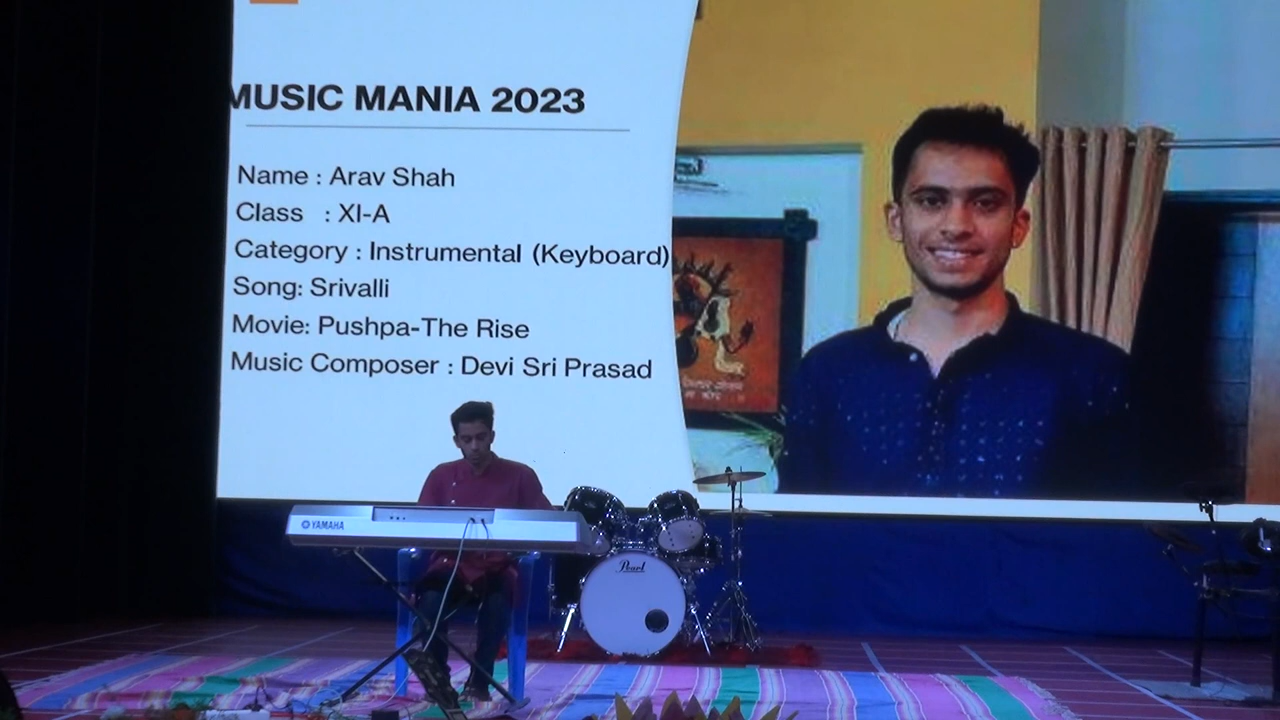 MUSIC MANIA 2023
Name : Arav Shah
Class : XI-A
Category : Instrumental (Keyboard)
Song: Srivalli
Movie: Pushpa-The Rise
Music Composer : Devi Sri Prasad
YAMAHA
Pearl